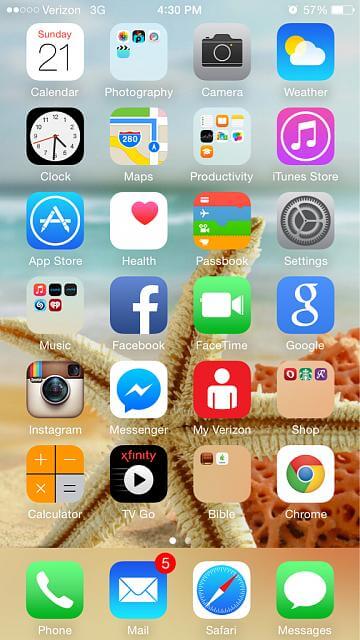 Verizon 3G 4:30 PM 57%
Sunday
21
Calendar Photography Camera Weather
280
Clock Maps Productivity iTunes Store
App Store Health Passbook Settings
Music Facebook FaceTime Google
Instagram Messenger My Verizon Shop
xfinity
Calculator TV Go Bible Chrome
5
Phone Mail Safari Messages